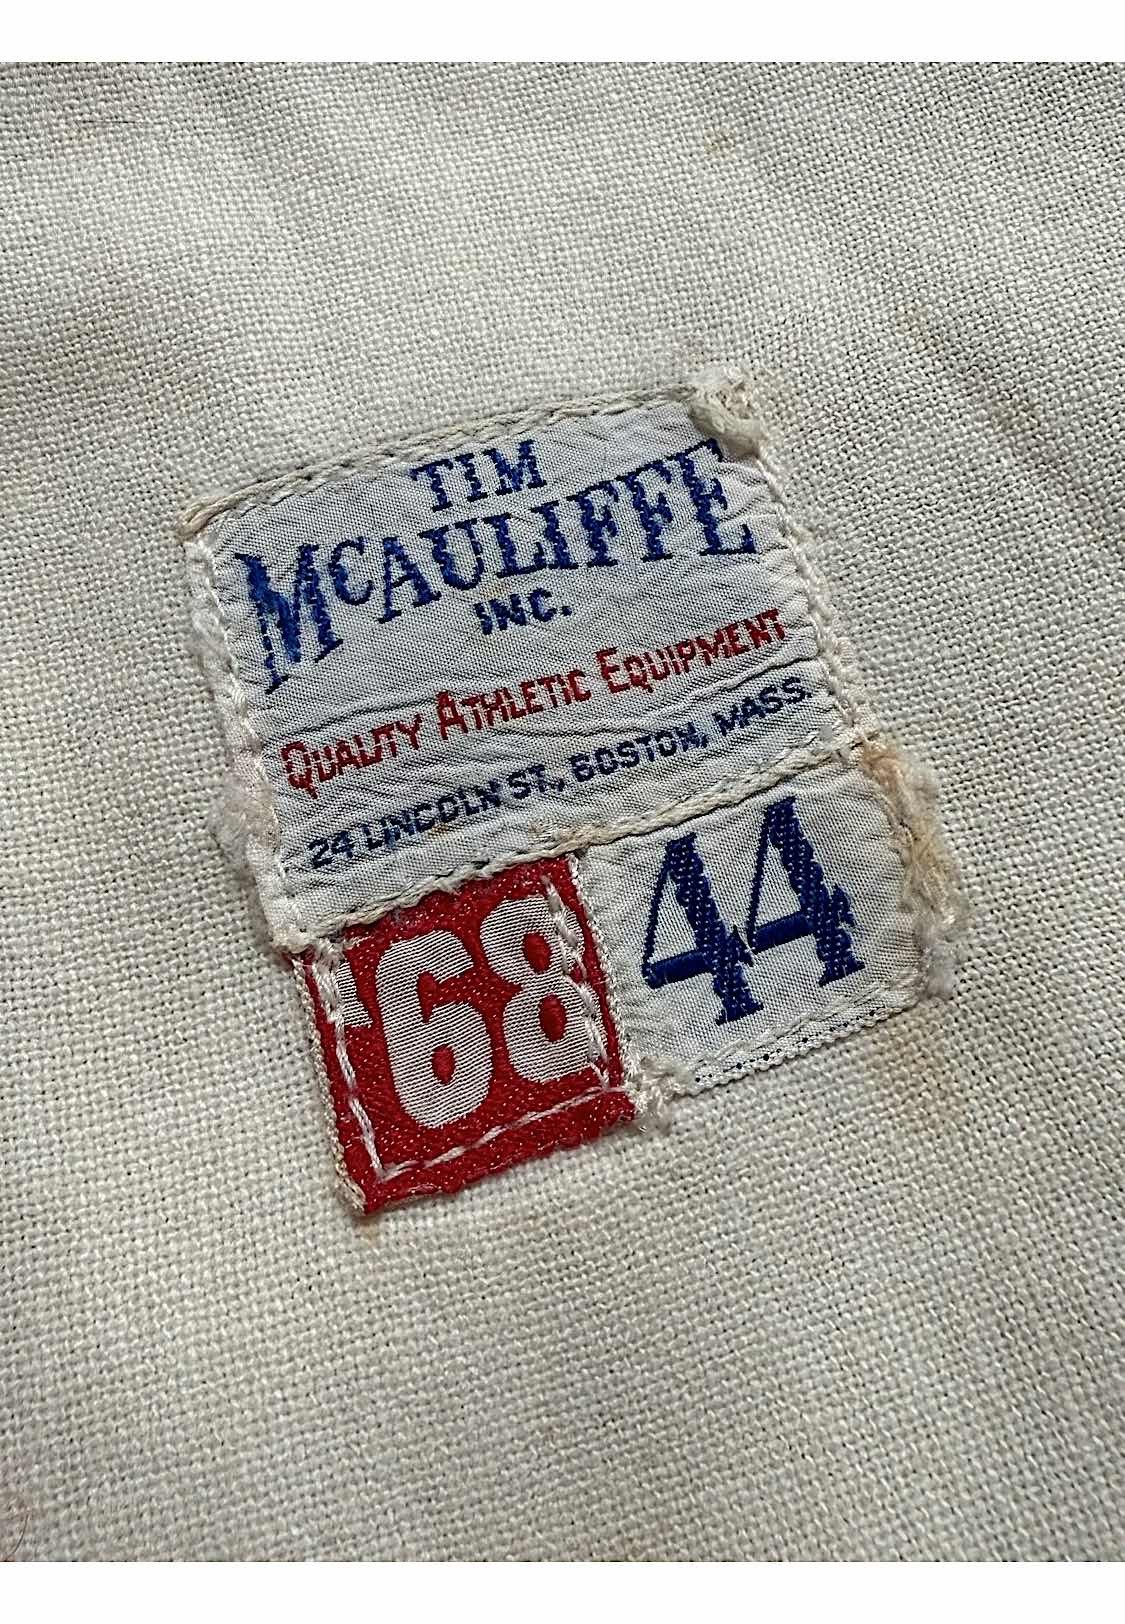 TIM
McAULIFFE
INC.
QUALITY ATHLETIC EQUIPMENT
24 LINCOLN ST., BOSTON, MASS.
'68 44